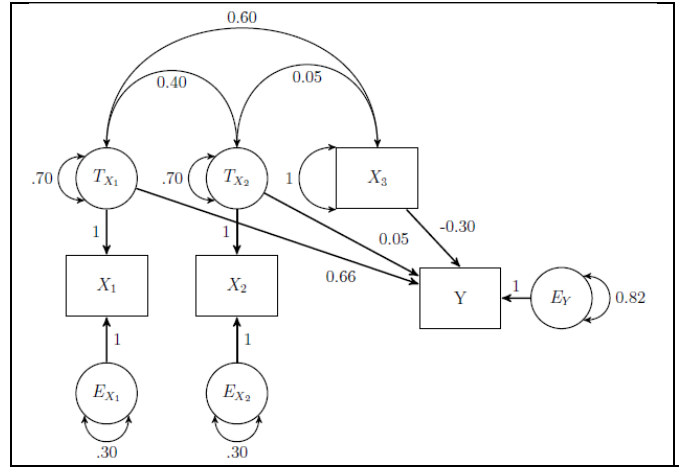 0.60
0.40
0.05
.70
T_{X_1}
.70
T_{X_2}
1
X_3
1
1
-0.30
0.05
0.66
X_1
X_2
Y
1
E_Y
0.82
1
1
E_{X_1}
E_{X_2}
.30
.30